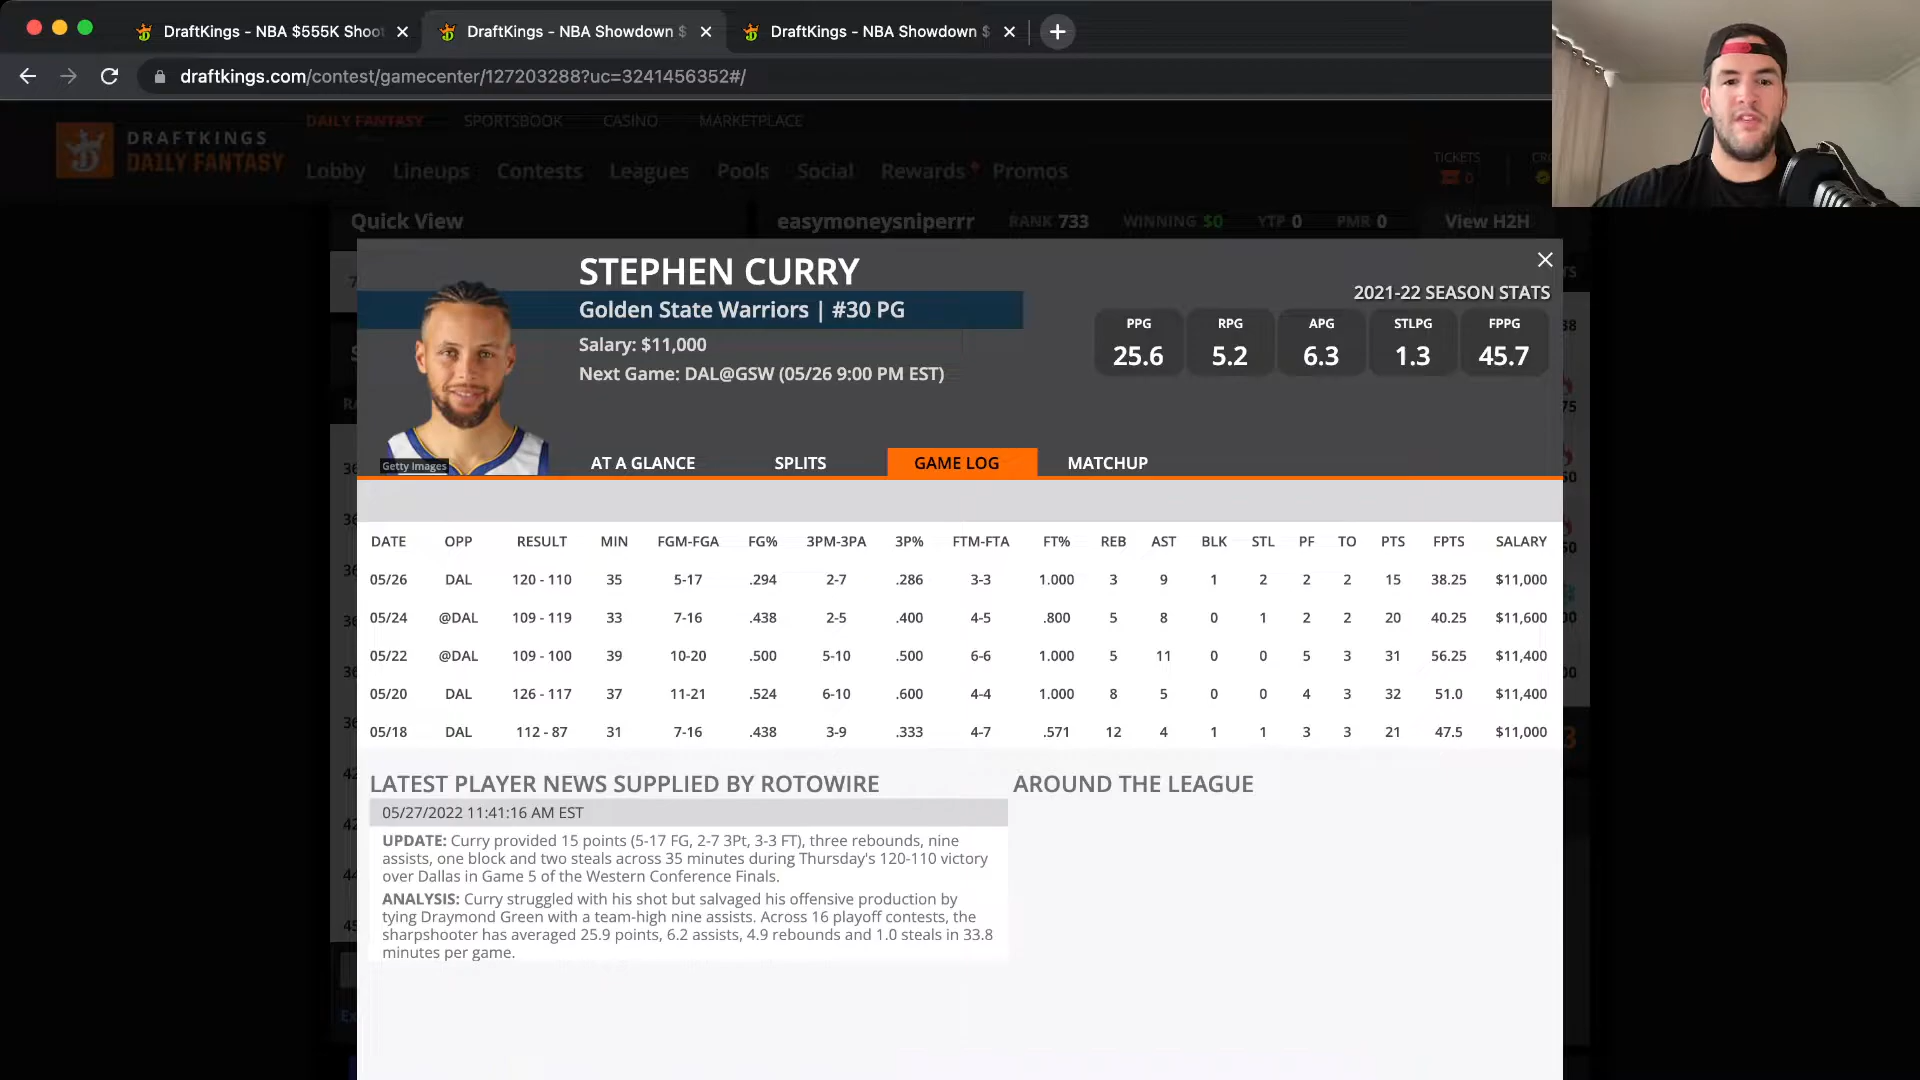 DraftKings - NBA $555K Shoot
DraftKings - NBA Showdown $
DraftKings - NBA Showdown $
draftkings.com/contest/gamecenter/127203288?uc=3241456352#/
DRAFTKINGS
DAILY FANTASY
DAILY FANTASY SPORTSBOOK CASINO MARKETPLACE
Lobby Lineups Contests Leagues Pools Social Rewards Promos
TICKETS
0
Quick View
easymoneysniperrr RANK 733 WINNING $0 YTP 0 PMR 0 View H2H
STEPHEN CURRY
Golden State Warriors | #30 PG
Salary: $11,000
Next Game: DAL@GSW (05/26 9:00 PM EST)
2021-22 SEASON STATS
PPG RPG APG STLPG FPPG
25.6 5.2 6.3 1.3 45.7
Getty Images
AT A GLANCE SPLITS GAME LOG MATCHUP
DATE OPP RESULT MIN FGM-FGA FG% 3PM-3PA 3P% FTM-FTA FT% REB AST BLK STL PF TO PTS FPTS SALARY
05/26 DAL 120 - 110 35 5-17 .294 2-7 .286 3-3 1.000 3 9 1 2 2 2 15 38.25 $11,000
05/24 @DAL 109 - 119 33 7-16 .438 2-5 .400 4-5 .800 5 8 0 1 2 2 20 40.25 $11,600
05/22 @DAL 109 - 100 39 10-20 .500 5-10 .500 6-6 1.000 5 11 0 0 5 3 31 56.25 $11,400
05/20 DAL 126 - 117 37 11-21 .524 6-10 .600 4-4 1.000 8 5 0 0 4 3 32 51.0 $11,400
05/18 DAL 112 - 87 31 7-16 .438 3-9 .333 4-7 .571 12 4 1 1 3 3 21 47.5 $11,000
LATEST PLAYER NEWS SUPPLIED BY ROTOWIRE
AROUND THE LEAGUE
05/27/2022 11:41:16 AM EST
UPDATE: Curry provided 15 points (5-17 FG, 2-7 3Pt, 3-3 FT), three rebounds, nine
assists, one block and two steals across 35 minutes during Thursday's 120-110 victory
over Dallas in Game 5 of the Western Conference Finals.
ANALYSIS: Curry struggled with his shot but salvaged his offensive production by
tying Draymond Green with a team-high nine assists. Across 16 playoff contests, the
sharpshooter has averaged 25.9 points, 6.2 assists, 4.9 rebounds and 1.0 steals in 33.8
minutes per game.